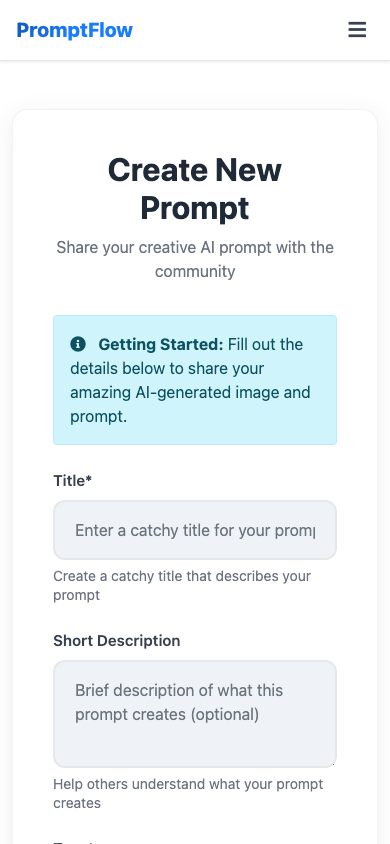 PromptFlow
Create New
Prompt
Share your creative AI prompt with the
community
Getting Started: Fill out the
details below to share your
amazing AI-generated image and
prompt.
Title*
Enter a catchy title for your promp
Create a catchy title that describes your
prompt
Short Description
Brief description of what this
prompt creates (optional)
Help others understand what your prompt
creates